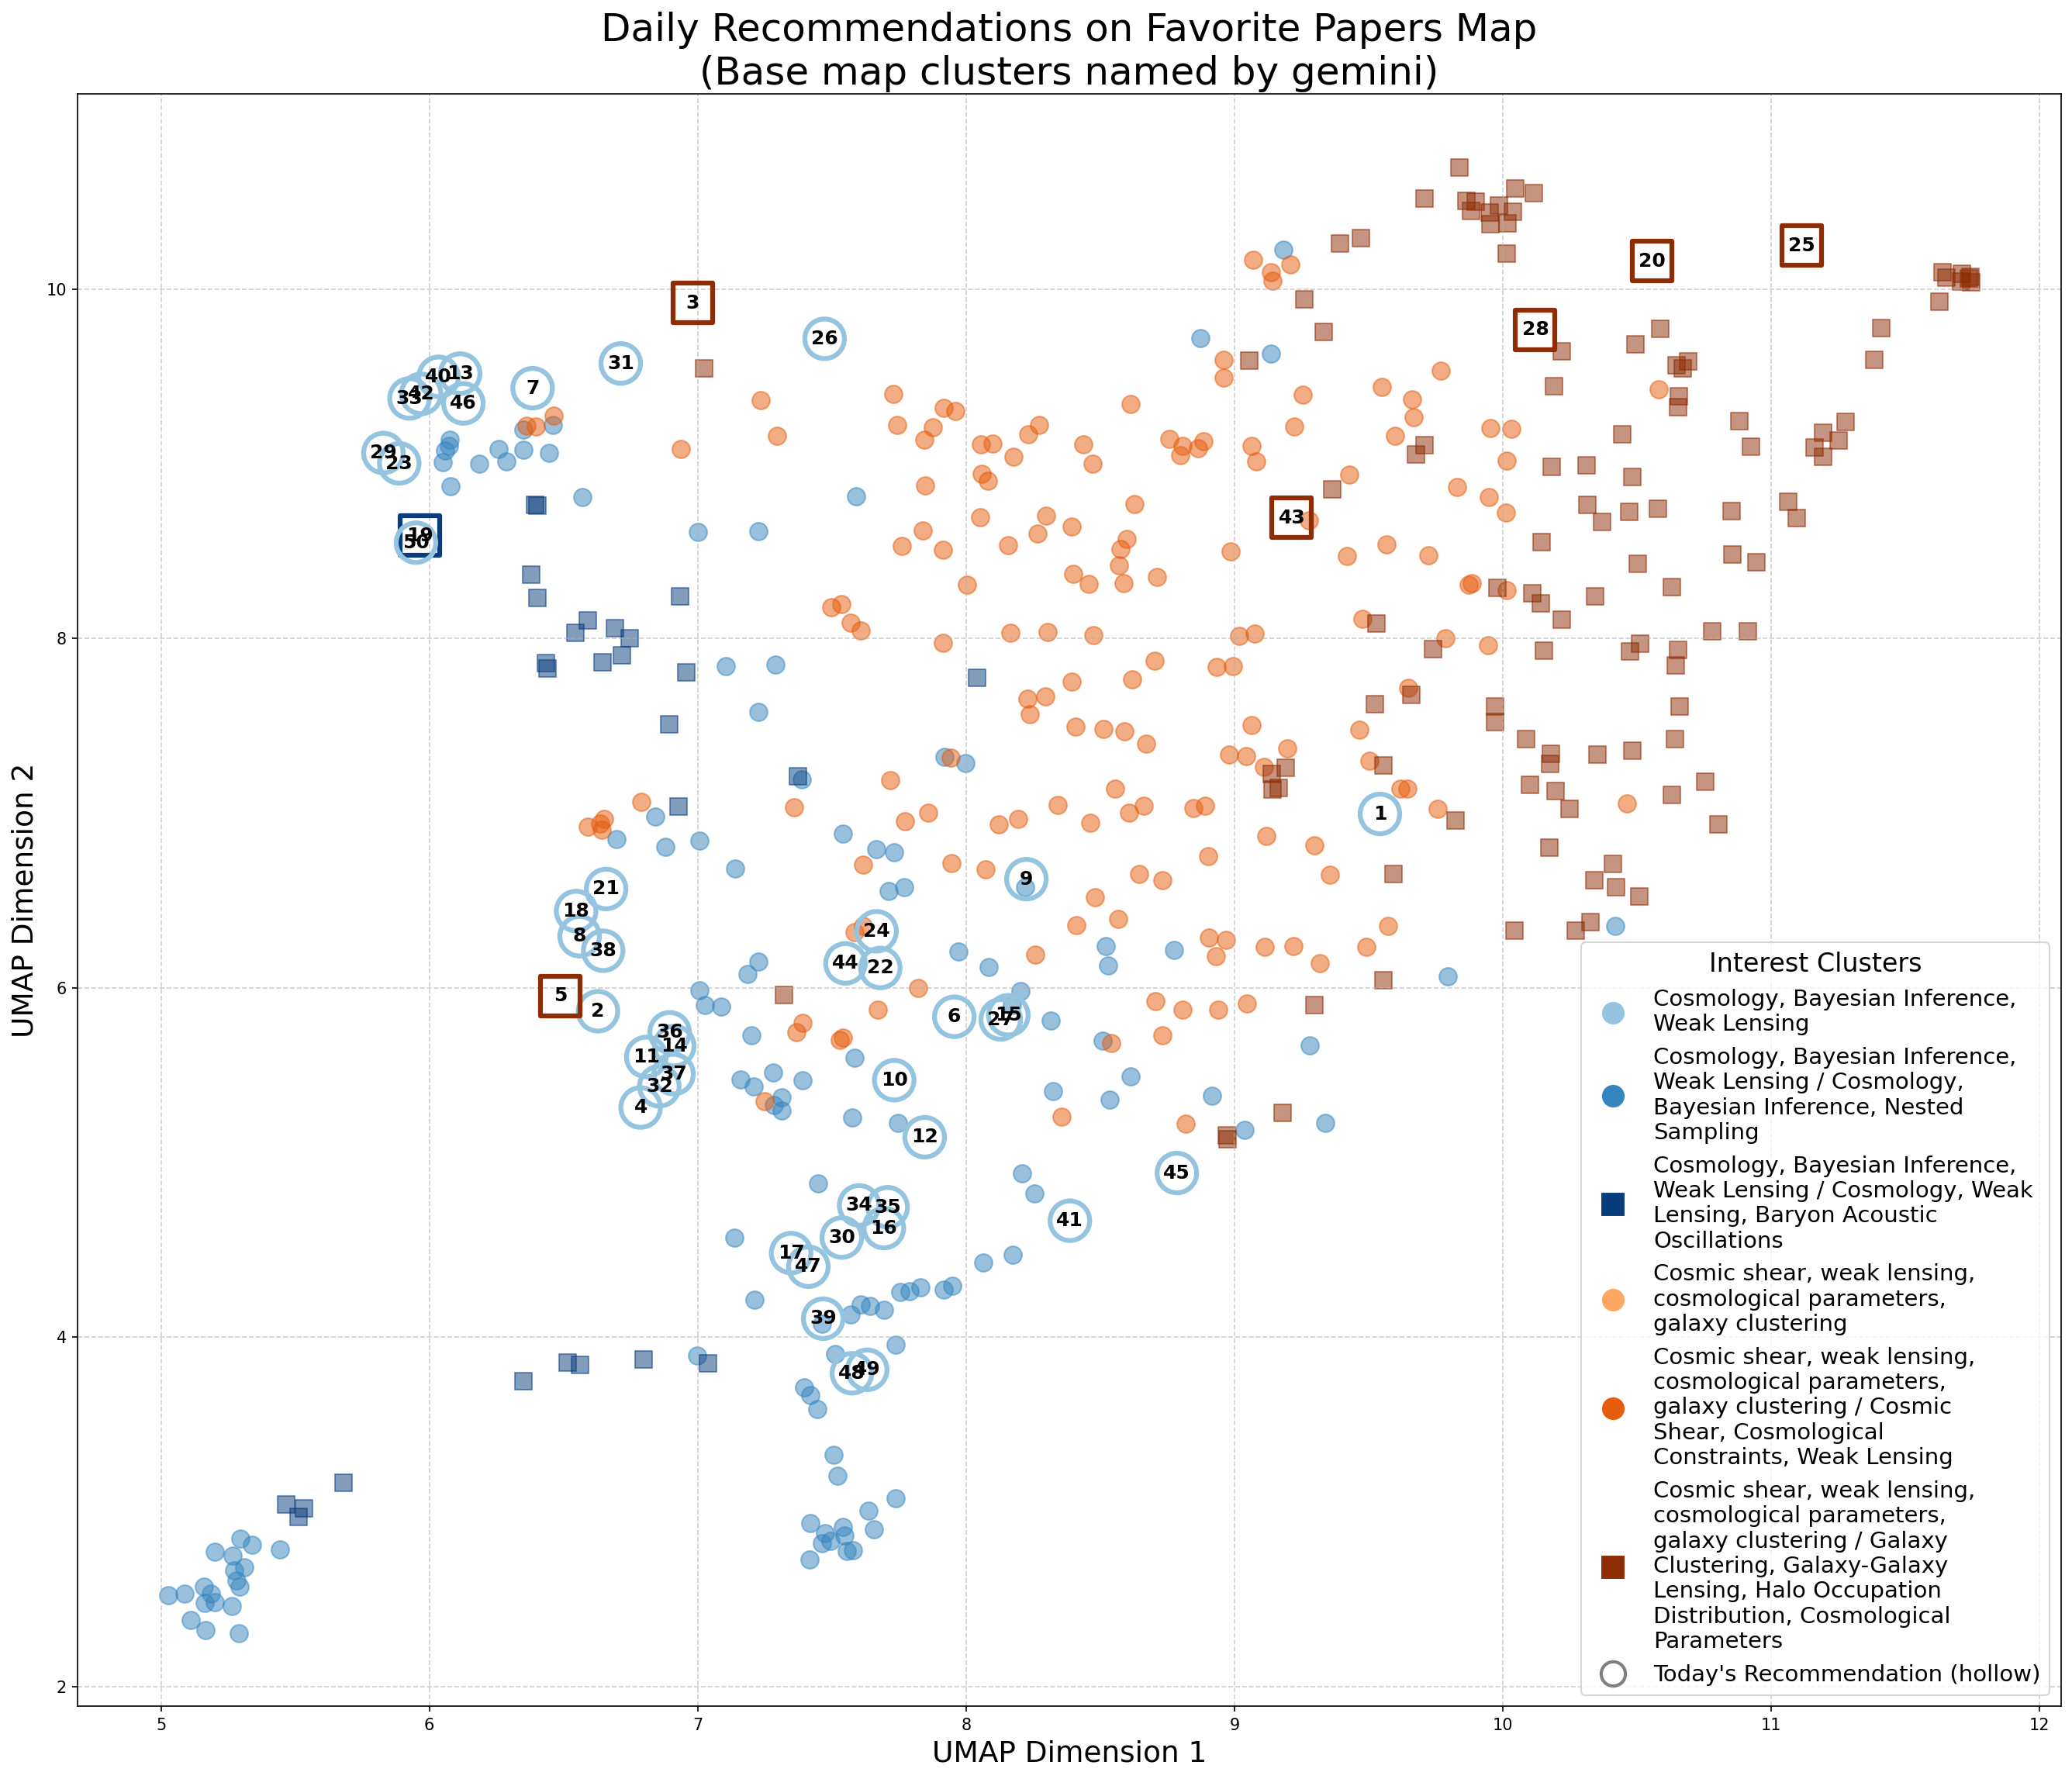 Daily Recommendations on Favorite Papers Map
(Base map clusters named by gemini)
UMAP Dimension 2
10
8
6
4
2
25
20
3
28
26
31
40
13
7
33
42
46
29
23
43
19
50
1
9
21
18
24
8
38
44
22
5
2
6
27
15
36
14
11
37
10
32
4
12
45
34
35
41
16
30
17
47
39
48
49
Interest Clusters
Cosmology, Bayesian Inference,
Weak Lensing
Cosmology, Bayesian Inference,
Weak Lensing / Cosmology,
Bayesian Inference, Nested
Sampling
Cosmology, Bayesian Inference,
Weak Lensing / Cosmology, Weak
Lensing, Baryon Acoustic
Oscillations
Cosmic shear, weak lensing,
cosmological parameters,
galaxy clustering
Cosmic shear, weak lensing,
cosmological parameters,
galaxy clustering / Cosmic
Shear, Cosmological
Constraints, Weak Lensing
Cosmic shear, weak lensing,
cosmological parameters,
galaxy clustering / Galaxy
Clustering, Galaxy-Galaxy
Lensing, Halo Occupation
Distribution, Cosmological
Parameters
Today's Recommendation (hollow)
5 6 7 8 9 10 11 12
UMAP Dimension 1